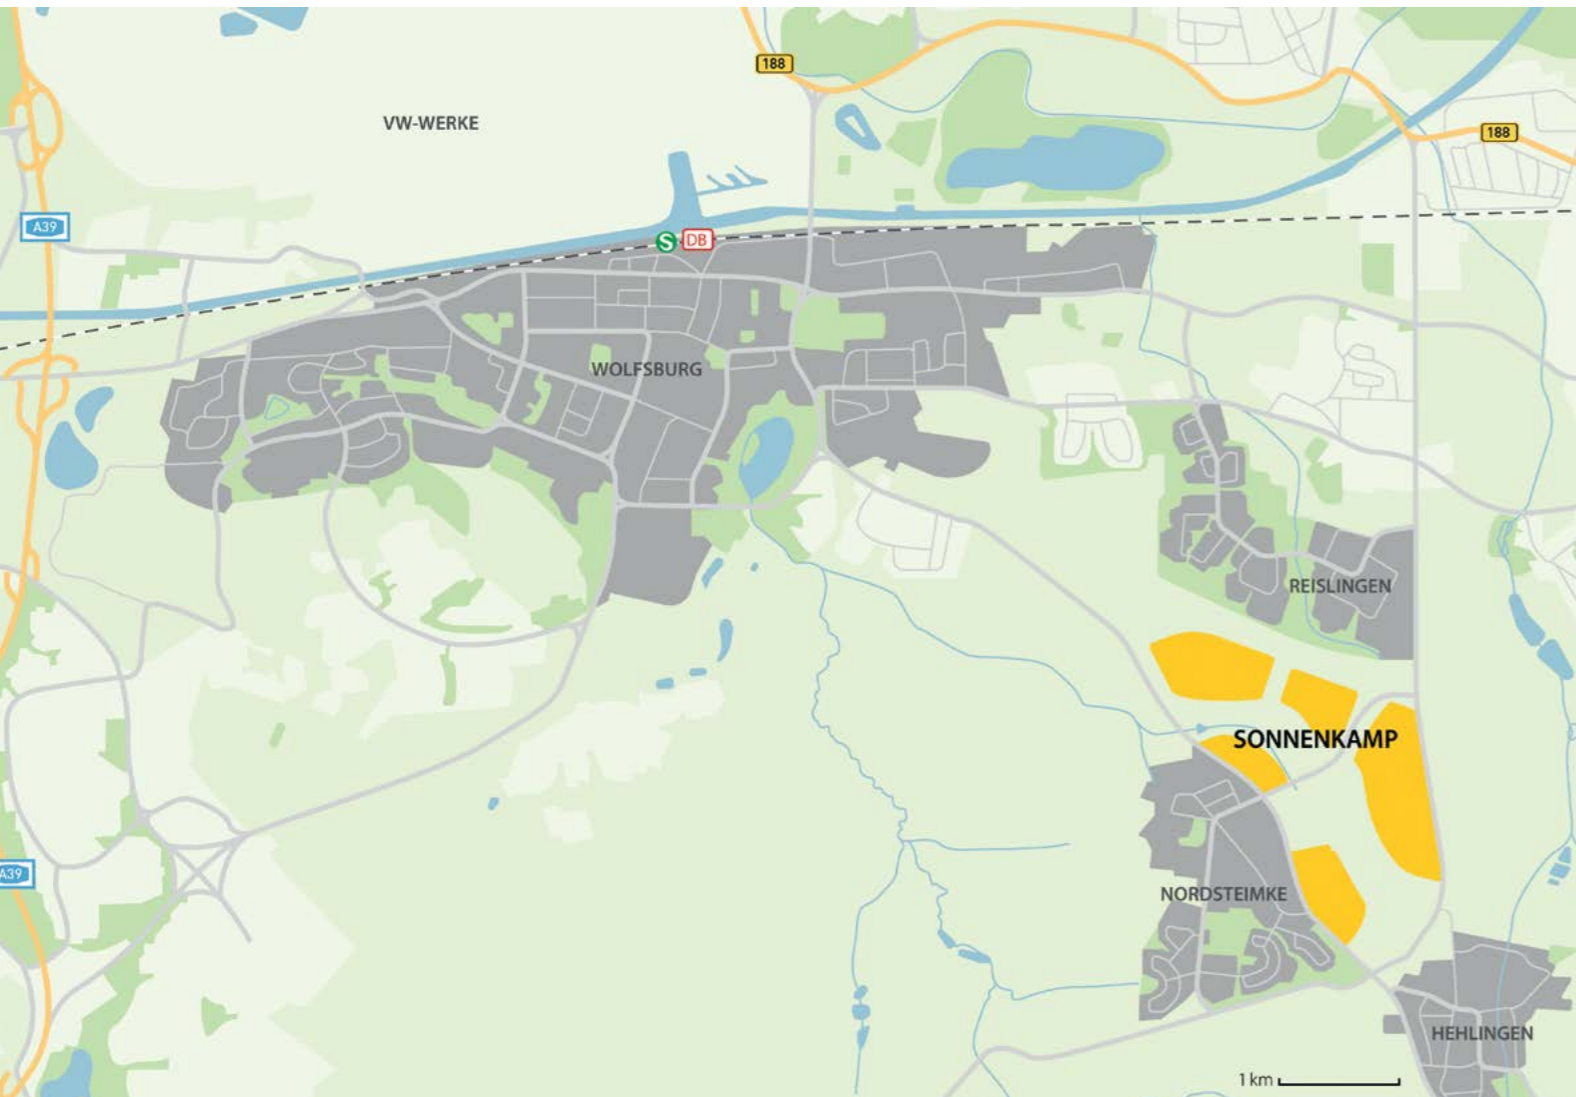 188
VW-WERKE
188
A39
S
DB
WOLFSBURG
REISLINGEN
SONNENKAMP
A39
NORDSTEIMKE
HEHLINGEN
1 km